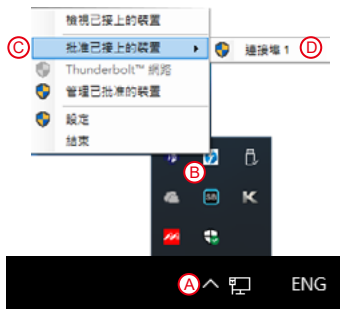 檢視已接上的裝置
C 批准已接上的裝置 連接埠 1 D
Thunderbolt™ 網路
管理已批准的裝置
設定
結束
B
SB
K
A ENG